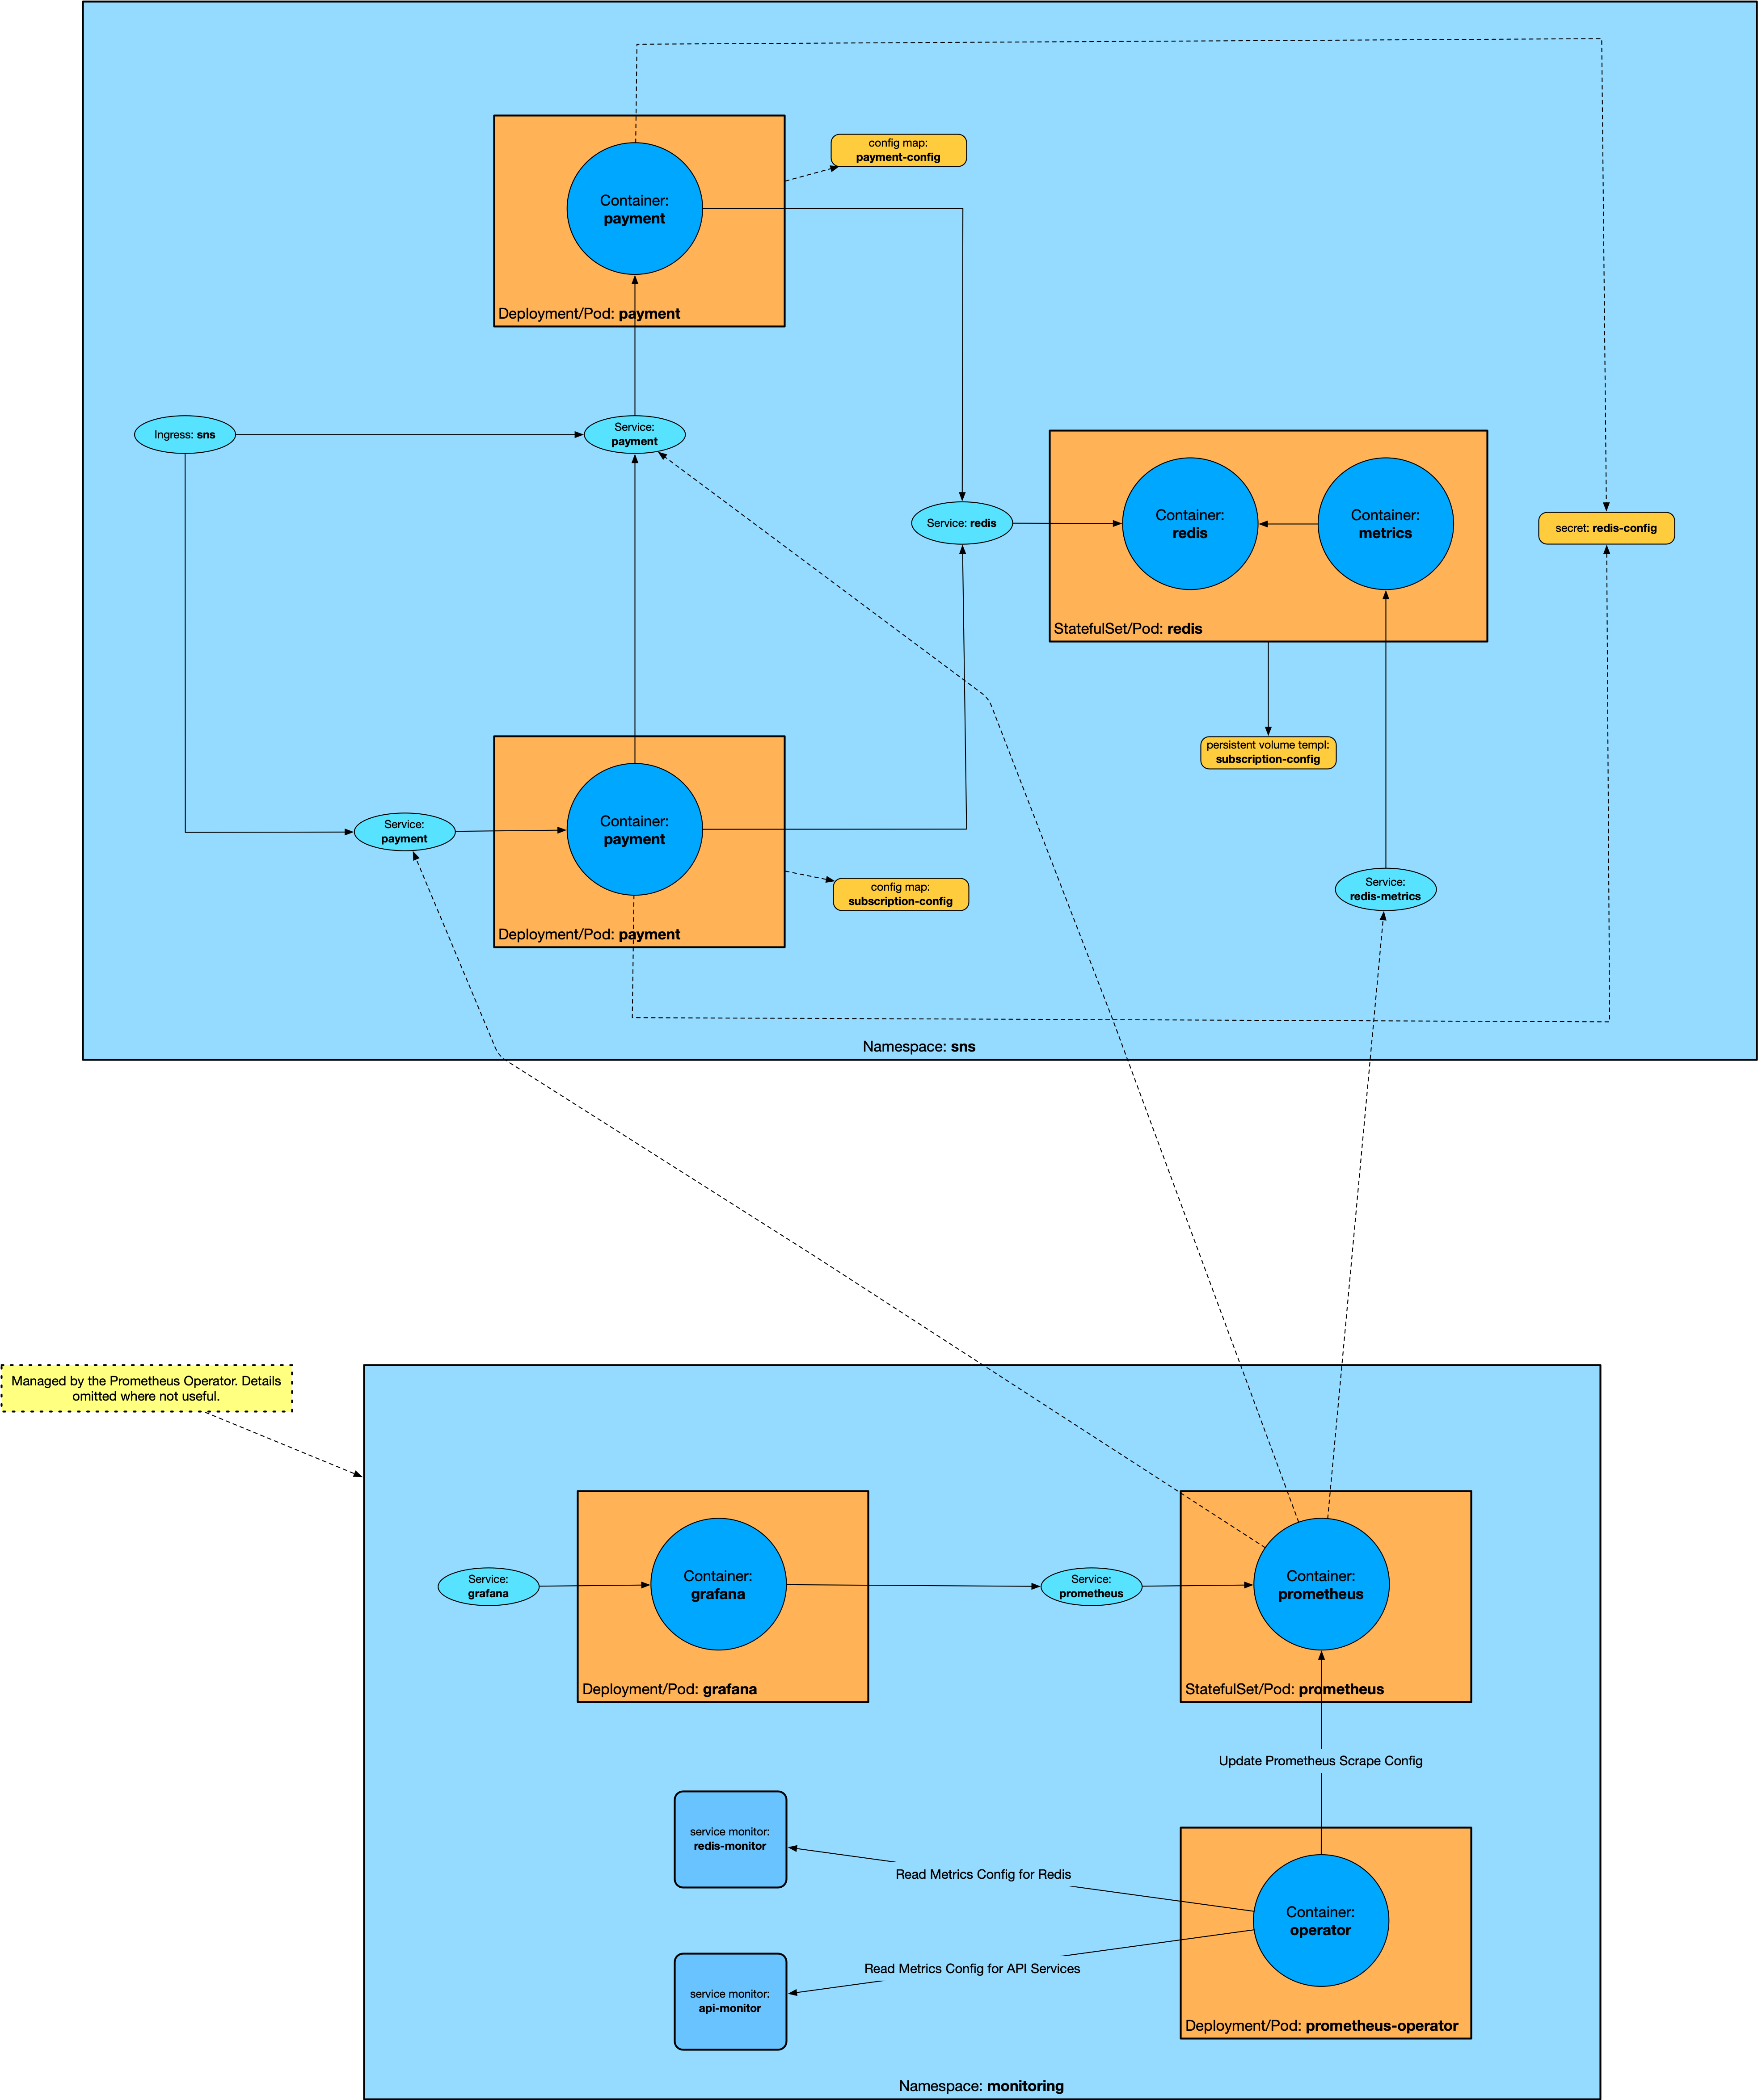 config map:
payment-config
Container:
payment
Deployment/Pod: payment
Ingress: sns
Service:
payment
Service: redis
Container:
redis
Container:
metrics
StatefulSet/Pod: redis
secret: redis-config
persistent volume templ:
subscription-config
Service:
payment
Container:
payment
Deployment/Pod: payment
config map:
subscription-config
Service:
redis-metrics
Namespace: sns
Managed by the Prometheus Operator. Details
omitted where not useful.
Service:
grafana
Container:
grafana
Deployment/Pod: grafana
Service:
prometheus
Container:
prometheus
StatefulSet/Pod: prometheus
Update Prometheus Scrape Config
service monitor:
redis-monitor
Read Metrics Config for Redis
Container:
operator
Read Metrics Config for API Services
service monitor:
api-monitor
Deployment/Pod: prometheus-operator
Namespace: monitoring